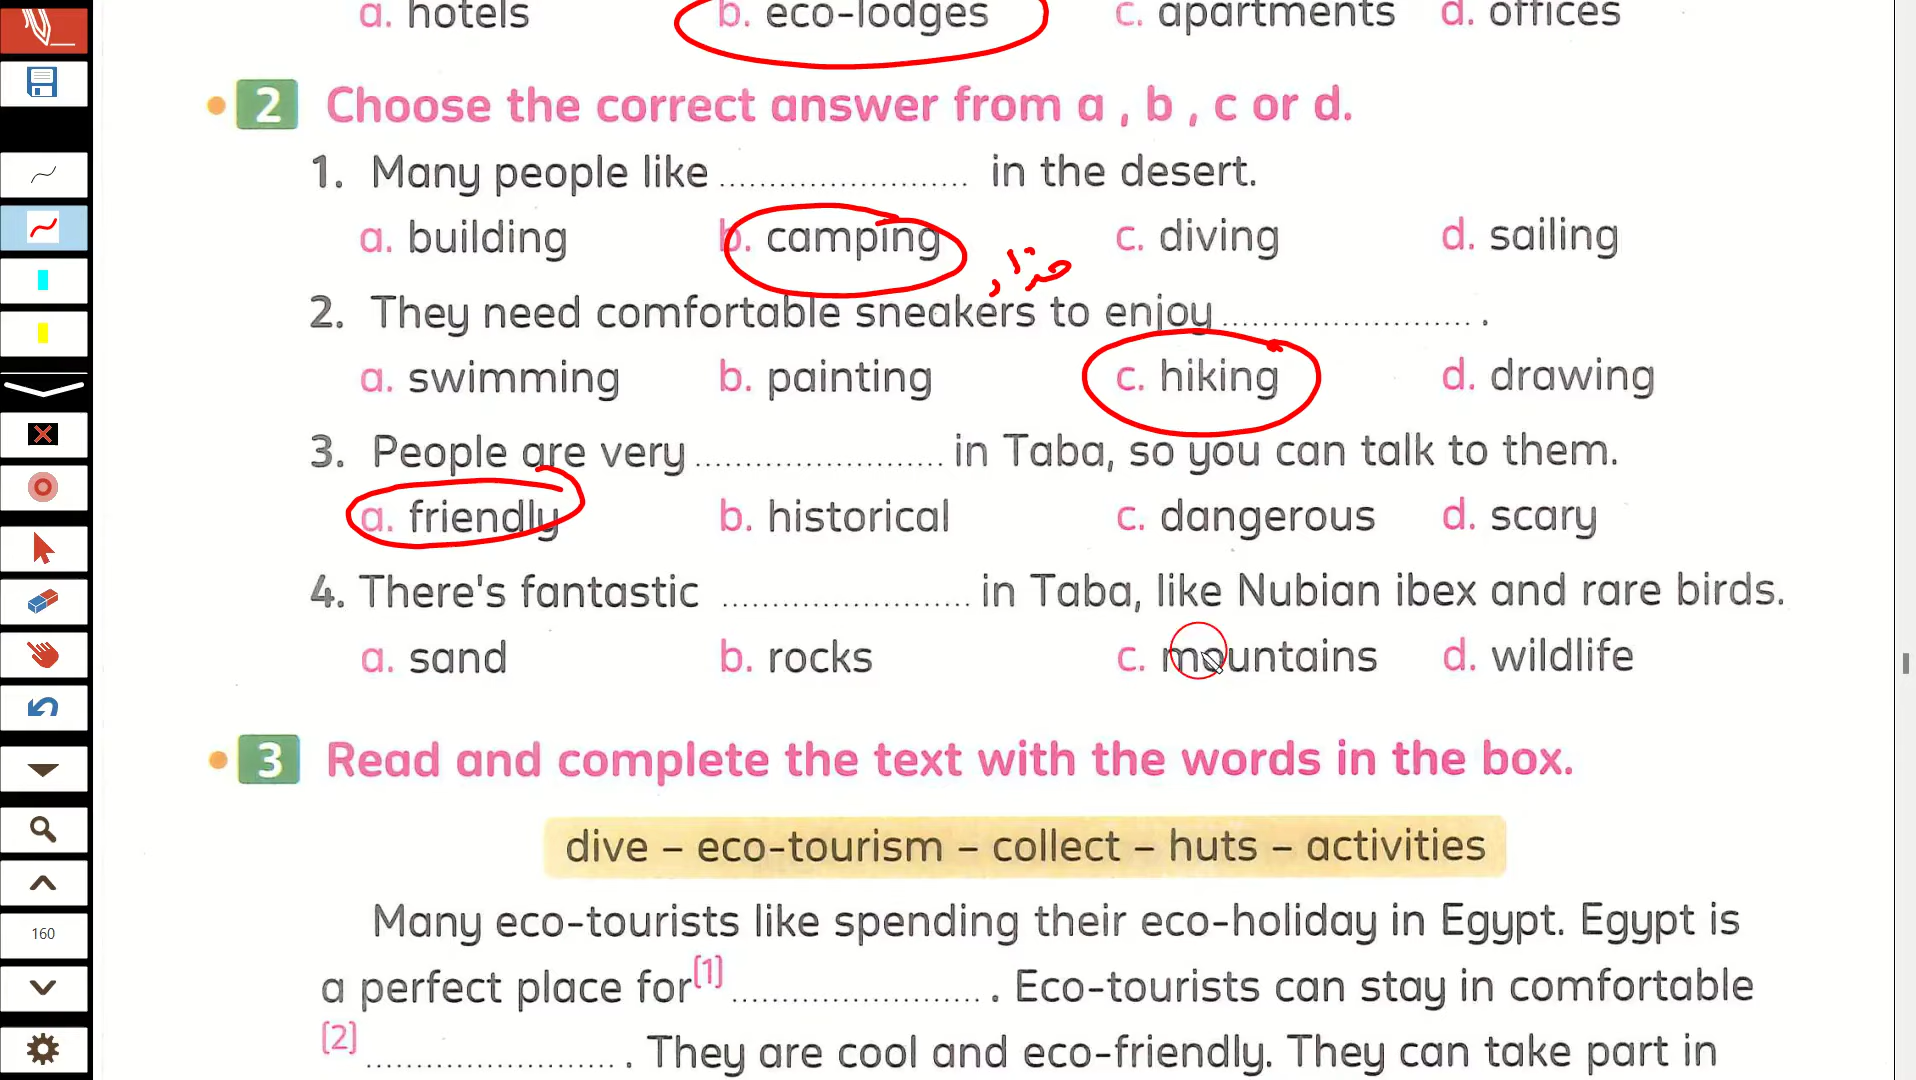 a. hotels b. eco-lodges c. apartments d. offices
2 Choose the correct answer from a , b , c or d.
1. Many people like ........................ in the desert.
a. building b. camping c. diving d. sailing
2. They need comfortable sneakers to enjoy ........................ .
a. swimming b. painting c. hiking d. drawing
3. People are very ........................ in Taba, so you can talk to them.
a. friendly b. historical c. dangerous d. scary
4. There's fantastic ........................ in Taba, like Nubian ibex and rare birds.
a. sand b. rocks c. mountains d. wildlife
3 Read and complete the text with the words in the box.
dive – eco-tourism – collect – huts – activities
Many eco-tourists like spending their eco-holiday in Egypt. Egypt is
a perfect place for [1] ........................ . Eco-tourists can stay in comfortable
[2] ........................ . They are cool and eco-friendly. They can take part in
160